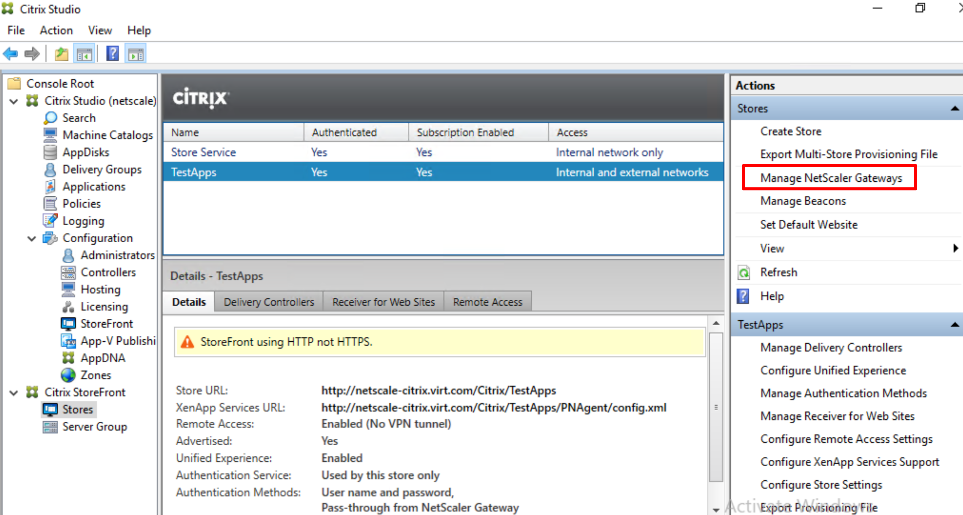 Citrix Studio
File Action View Help
Console Root
Citrix Studio (netscale)
Search
Machine Catalogs
AppDisks
Delivery Groups
Applications
Policies
Logging
Configuration
Administrators
Controllers
Hosting
Licensing
StoreFront
App-V Publishi
AppDNA
Zones
Citrix StoreFront
Stores
Server Group
CITRIX
Name Authenticated Subscription Enabled Access
Store Service Yes Yes Internal network only
TestApps Yes Yes Internal and external networks
Details - TestApps
Details Delivery Controllers Receiver for Web Sites Remote Access
StoreFront using HTTP not HTTPS.
Store URL: http://netscale-citrix.virt.com/Citrix/TestApps
XenApp Services URL: http://netscale-citrix.virt.com/Citrix/TestApps/PNAgent/config.xml
Remote Access: Enabled (No VPN tunnel)
Advertised: Yes
Unified Experience: Enabled
Authentication Service: Used by this store only
Authentication Methods: User name and password,
Pass-through from NetScaler Gateway
Actions
Stores
Create Store
Export Multi-Store Provisioning File
Manage NetScaler Gateways
Manage Beacons
Set Default Website
View
Refresh
Help
TestApps
Manage Delivery Controllers
Configure Unified Experience
Manage Authentication Methods
Manage Receiver for Web Sites
Configure Remote Access Settings
Configure XenApp Services Support
Configure Store Settings
Export Provisioning File
Activate Windows